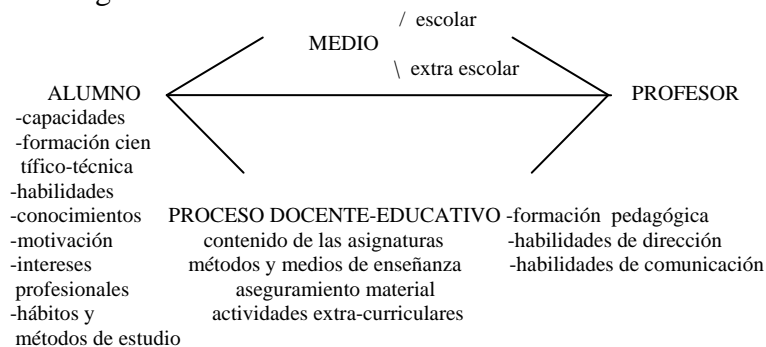 / escolar
MEDIO
\ extra escolar
ALUMNO
PROFESOR
-capacidades
-formación cien
tífico-técnica
-habilidades
-conocimientos
-motivación
-intereses
profesionales
-hábitos y
métodos de estudio
PROCESO DOCENTE-EDUCATIVO
contenido de las asignaturas
métodos y medios de enseñanza
aseguramiento material
actividades extra-curriculares
-formación pedagógica
-habilidades de dirección
-habilidades de comunicación